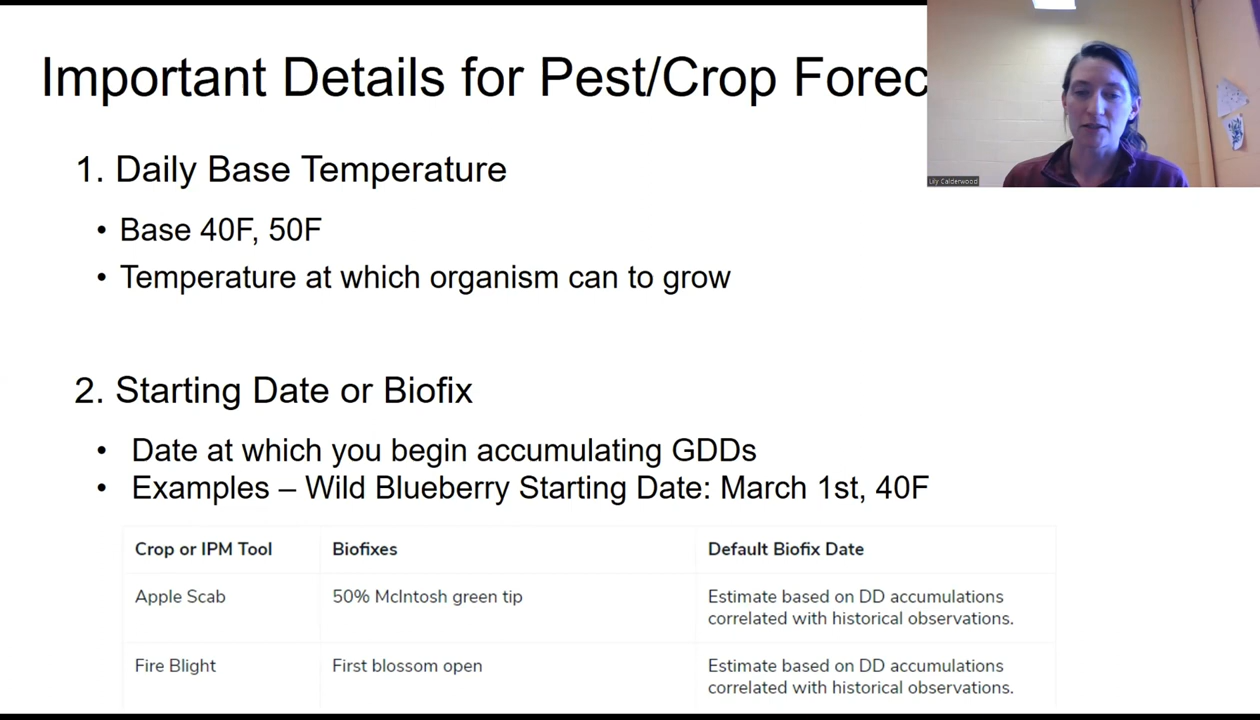 Important Details for Pest/Crop Forec
1. Daily Base Temperature
• Base 40F, 50F
• Temperature at which organism can to grow
2. Starting Date or Biofix
• Date at which you begin accumulating GDDs
• Examples – Wild Blueberry Starting Date: March 1st, 40F
Crop or IPM Tool Biofixes Default Biofix Date
Apple Scab 50% McIntosh green tip Estimate based on DD accumulations
correlated with historical observations.
Fire Blight First blossom open Estimate based on DD accumulations
correlated with historical observations.
Lily Calderwood